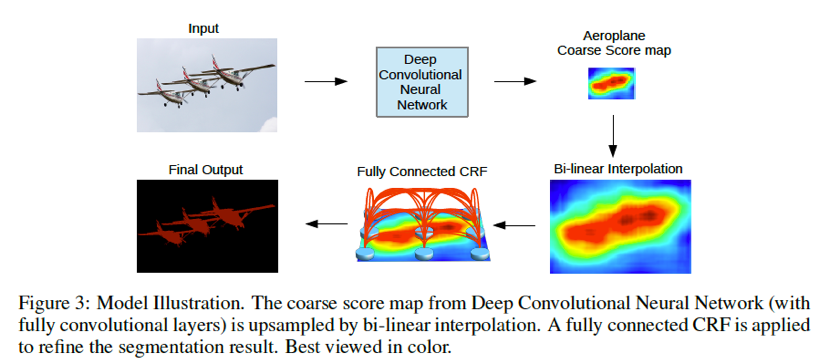 Input
Deep
Convolutional
Neural
Network
Aeroplane
Coarse Score map
Final Output
Fully Connected CRF
Bi-linear Interpolation
Figure 3: Model Illustration. The coarse score map from Deep Convolutional Neural Network (with
fully convolutional layers) is upsampled by bi-linear interpolation. A fully connected CRF is applied
to refine the segmentation result. Best viewed in color.